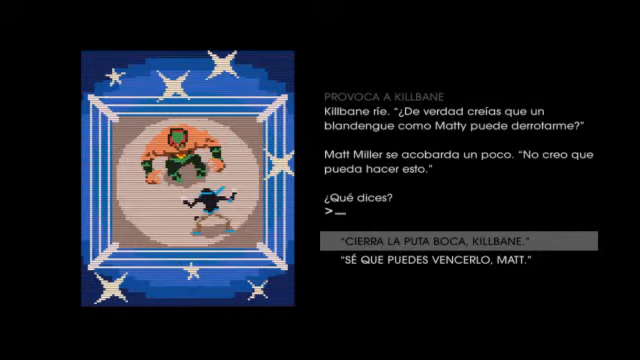 PROVOCA A KILLBANE
Killbane ríe. "¿De verdad creías que un
blandengue como Matty puede derrotarme?"
Matt Miller se acobarda un poco. "No creo que
pueda hacer esto."
¿Qué dices?
>__
"CIERRA LA PUTA BOCA, KILLBANE."
"SÉ QUE PUEDES VENCERLO, MATT."